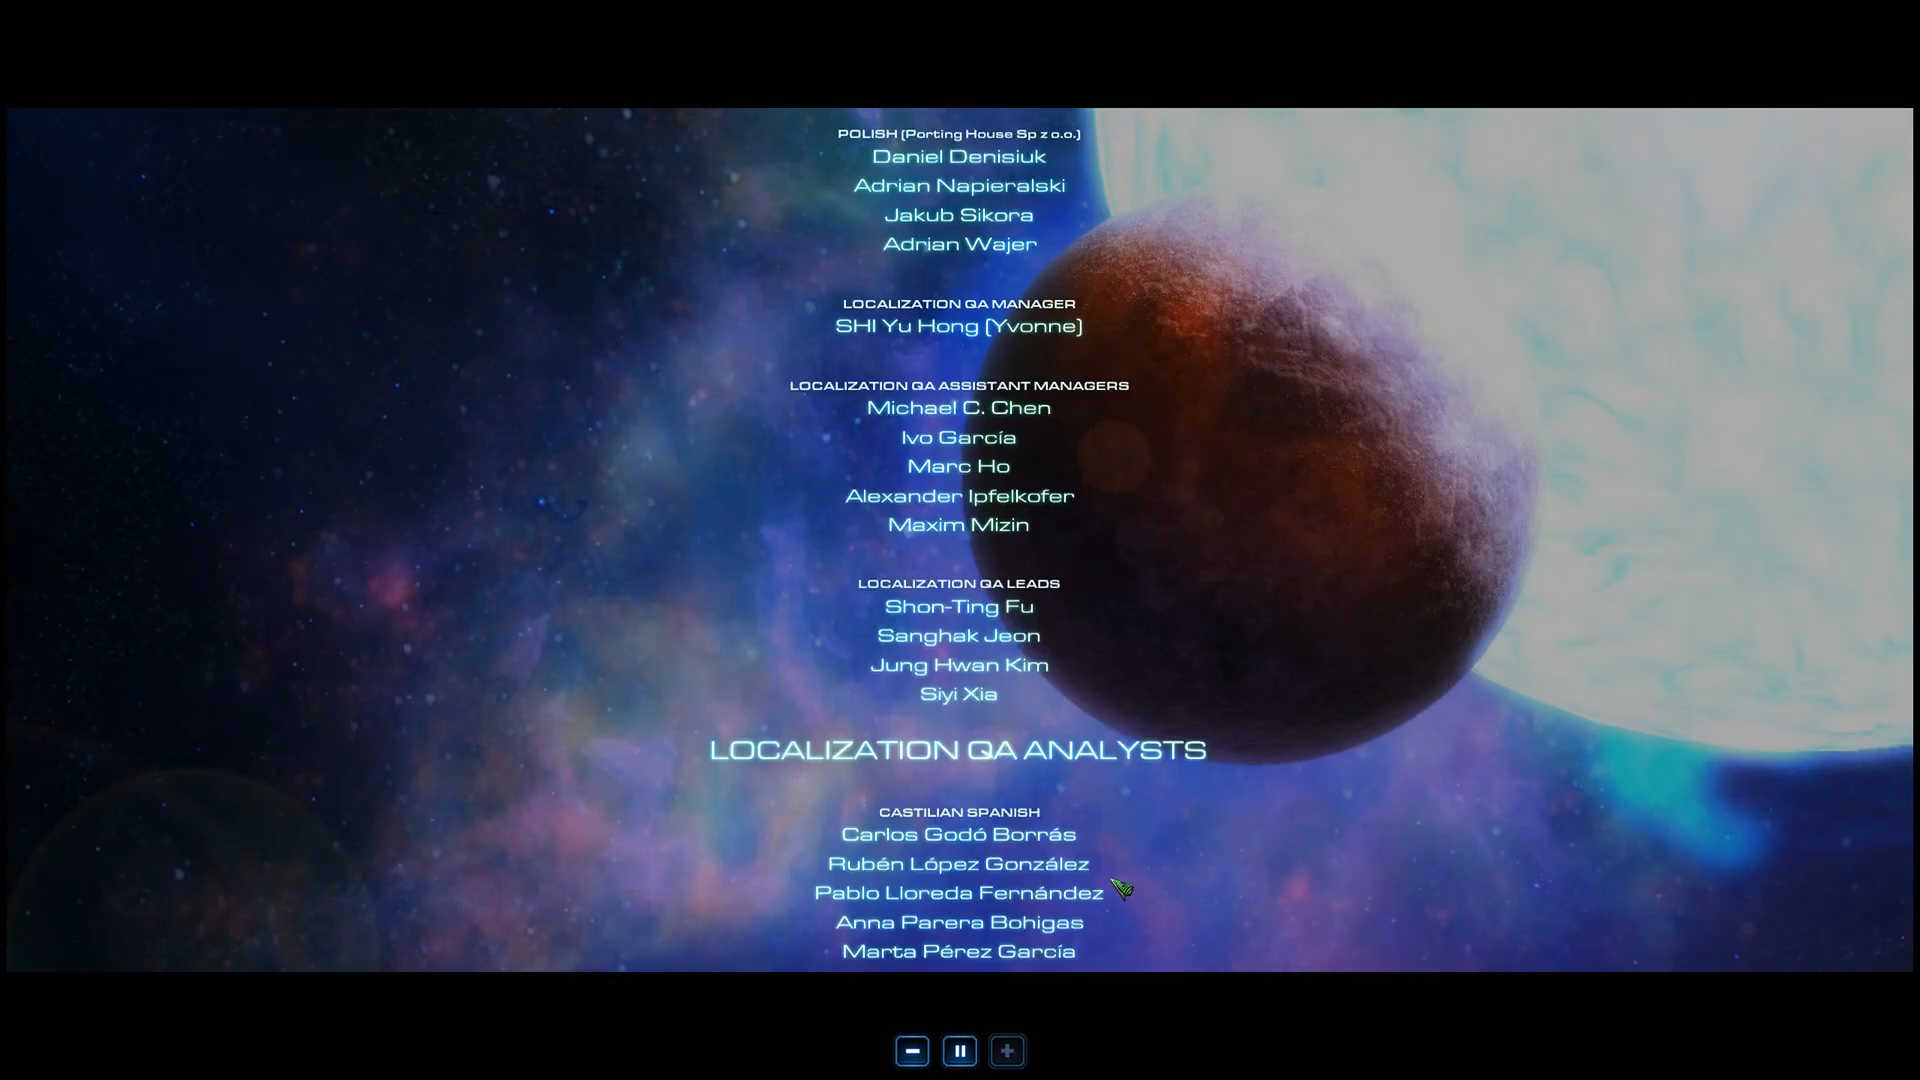 POLISH (Porting House Sp z o.o.)
Daniel Denisiuk
Adrian Napieralski
Jakub Sikora
Adrian Wajer
LOCALIZATION QA MANAGER
SHI Yu Hong (Yvonne)
LOCALIZATION QA ASSISTANT MANAGERS
Michael C. Chen
Ivo García
Marc Ho
Alexander Ipfelkofer
Maxim Mizin
LOCALIZATION QA LEADS
Shon-Ting Fu
Sanghak Jeon
Jung Hwan Kim
Siyi Xia
LOCALIZATION QA ANALYSTS
CASTILIAN SPANISH
Carlos Godó Borrás
Rubén López González
Pablo Lloreda Fernández
Anna Parera Bohigas
Marta Pérez García